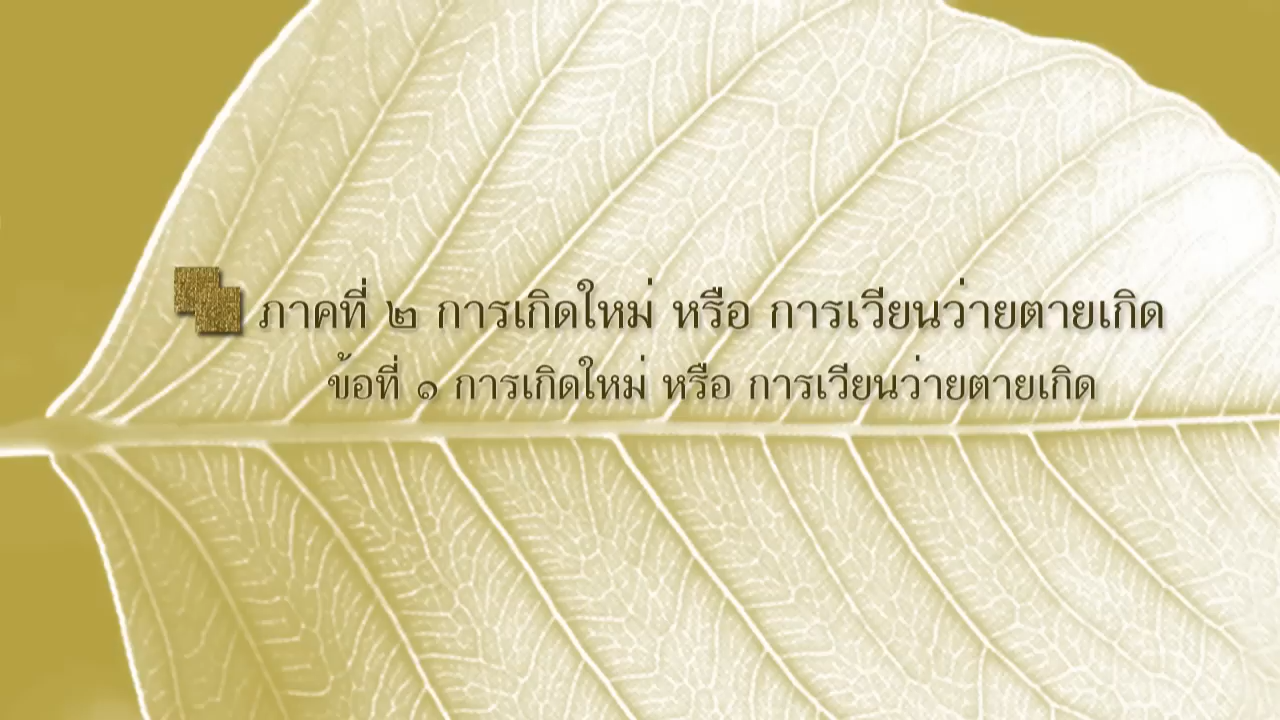 ภาคที่ ๒ การเกิดใหม่ หรือ การเวียนว่ายตายเกิด
ข้อที่ ๑ การเกิดใหม่ หรือ การเวียนว่ายตายเกิด